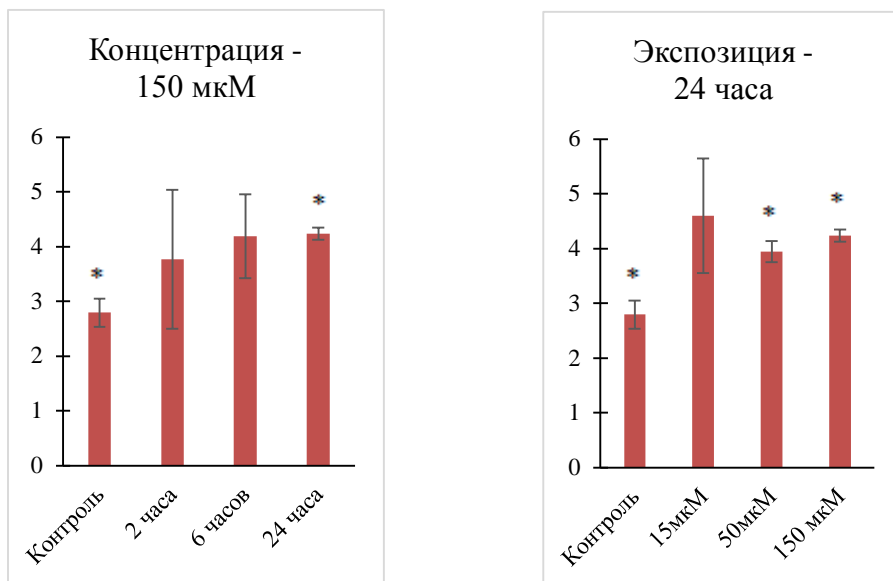 Концентрация -
150 мкМ
6
5
4
3
2
1
0
*
*
Контроль
2 часа
6 часов
24 часа
Экспозиция -
24 часа
6
5
4
3
2
1
0
*
*
*
Контроль
15мкМ
50мкМ
150 мкМ